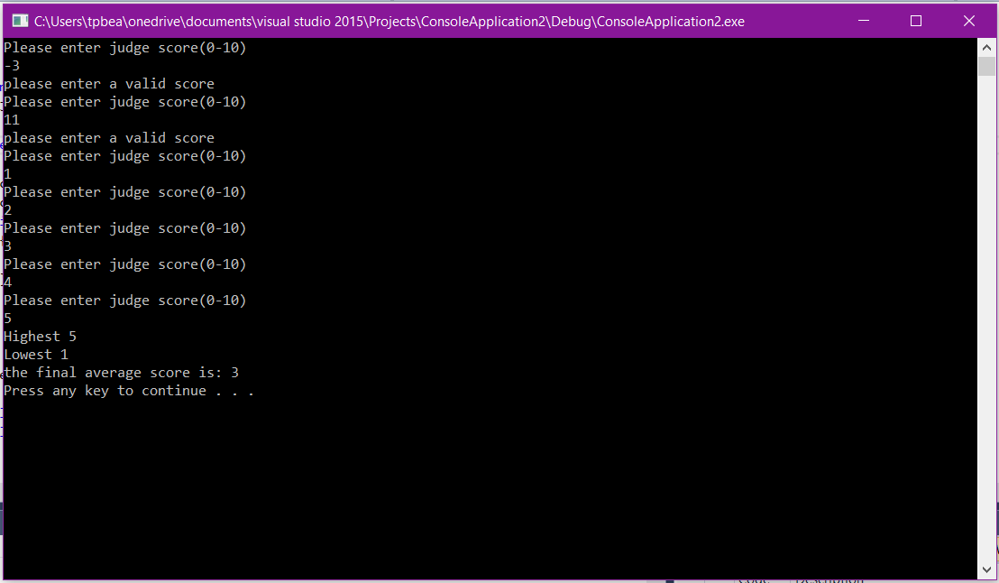 C:\Users\tpbea\onedrive\documents\visual studio 2015\Projects\ConsoleApplication2\Debug\ConsoleApplication2.exe
Please enter judge score(0-10)
-3
please enter a valid score
Please enter judge score(0-10)
11
please enter a valid score
Please enter judge score(0-10)
1
Please enter judge score(0-10)
2
Please enter judge score(0-10)
3
Please enter judge score(0-10)
4
Please enter judge score(0-10)
5
Highest 5
Lowest 1
the final average score is: 3
Press any key to continue . . .